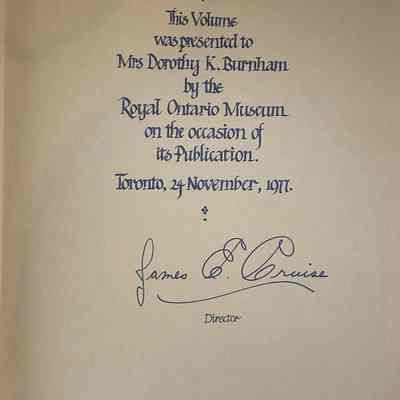 This Volume
was presented to
Mrs Dorothy K. Burnham
by the
Royal Ontario Museum
on the occasion of
its Publication.
Toronto, 24 November, 1977.
James E. Cruise
Director